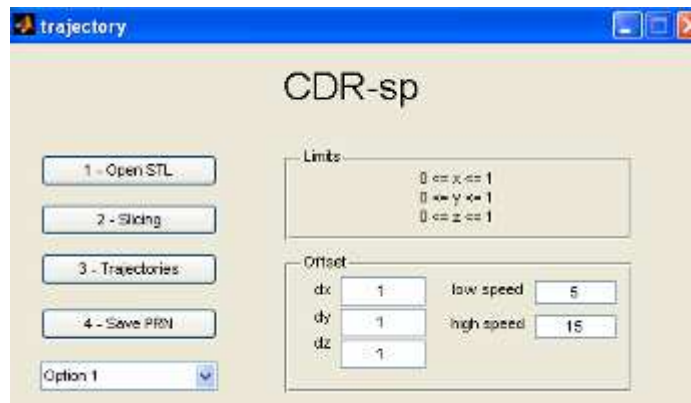 trajectory
CDR-sp
1 - Open STL
2 - Slicing
3 - Trajectories
4 - Save PRN
Option 1
Limits
0 <= x <= 1
0 <= y <= 1
0 <= z <= 1
Offset
dx 1
dy 1
dz 1
low speed 5
high speed 15